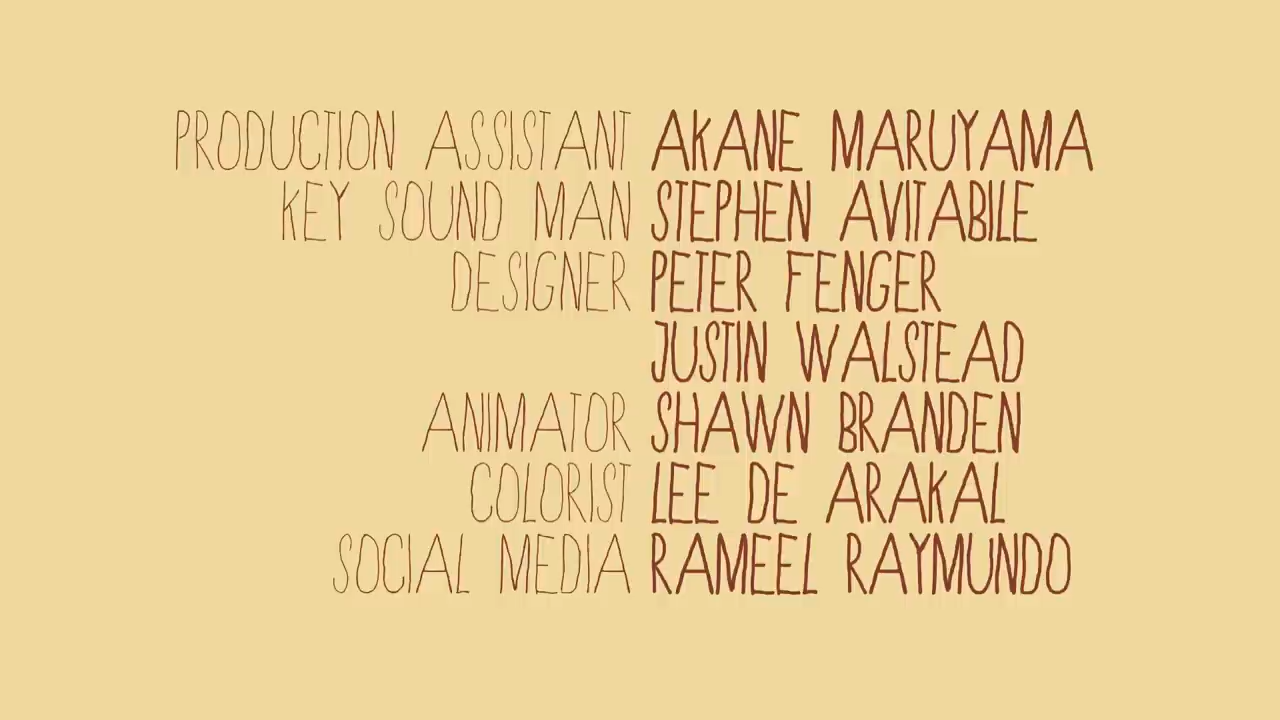 PRODUCTION ASSISTANT AKANE MARUYAMA
KEY SOUND MAN STEPHEN AVITABILE
DESIGNER PETER FENGER
JUSTIN WALSTEAD
ANIMATOR SHAWN BRANDEN
COLORIST LEE DE ARAKAL
SOCIAL MEDIA RAMEEL RAYMUNDO